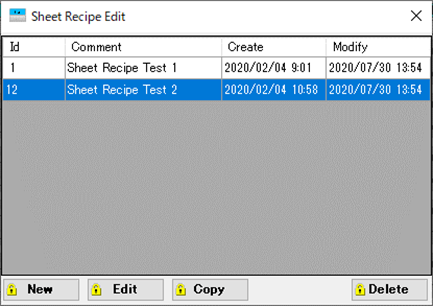 Sheet Recipe Edit
Id Comment Create Modify
1 Sheet Recipe Test 1 2020/02/04 9:01 2020/07/30 13:54
12 Sheet Recipe Test 2 2020/02/04 10:58 2020/07/30 13:54
New Edit Copy Delete